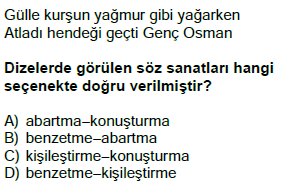 Gülle kurşun yağmur gibi yağarken
Atladı hendeği geçti Genç Osman
Dizelerde görülen söz sanatları hangi
seçenekte doğru verilmiştir?
A) abartma–konuşturma
B) benzetme–abartma
C) kişileştirme–konuşturma
D) benzetme–kişileştirme